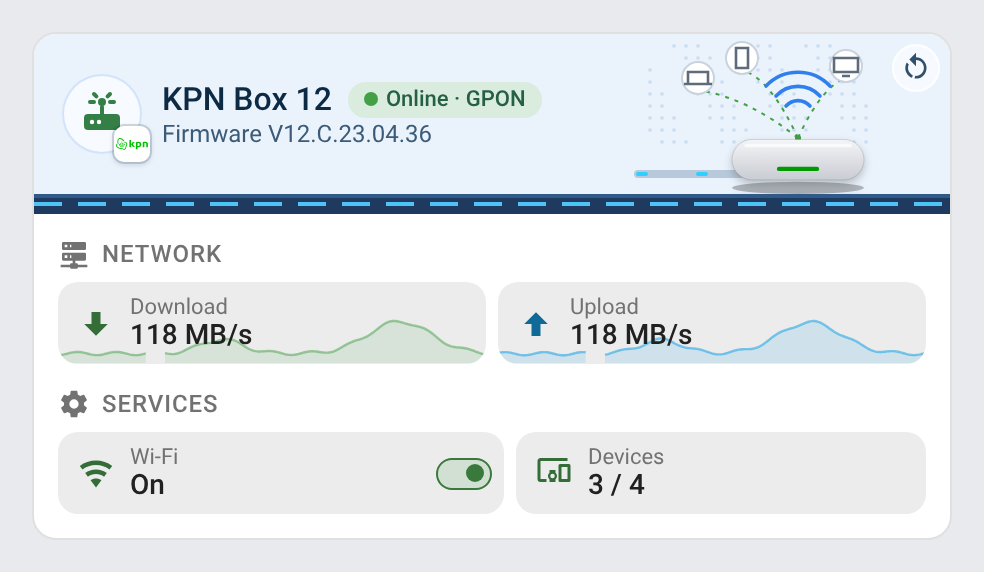 KPN Box 12
Online · GPON
Firmware V12.C.23.04.36
kpn
NETWORK
Download
118 MB/s
Upload
118 MB/s
SERVICES
Wi-Fi
On
Devices
3 / 4